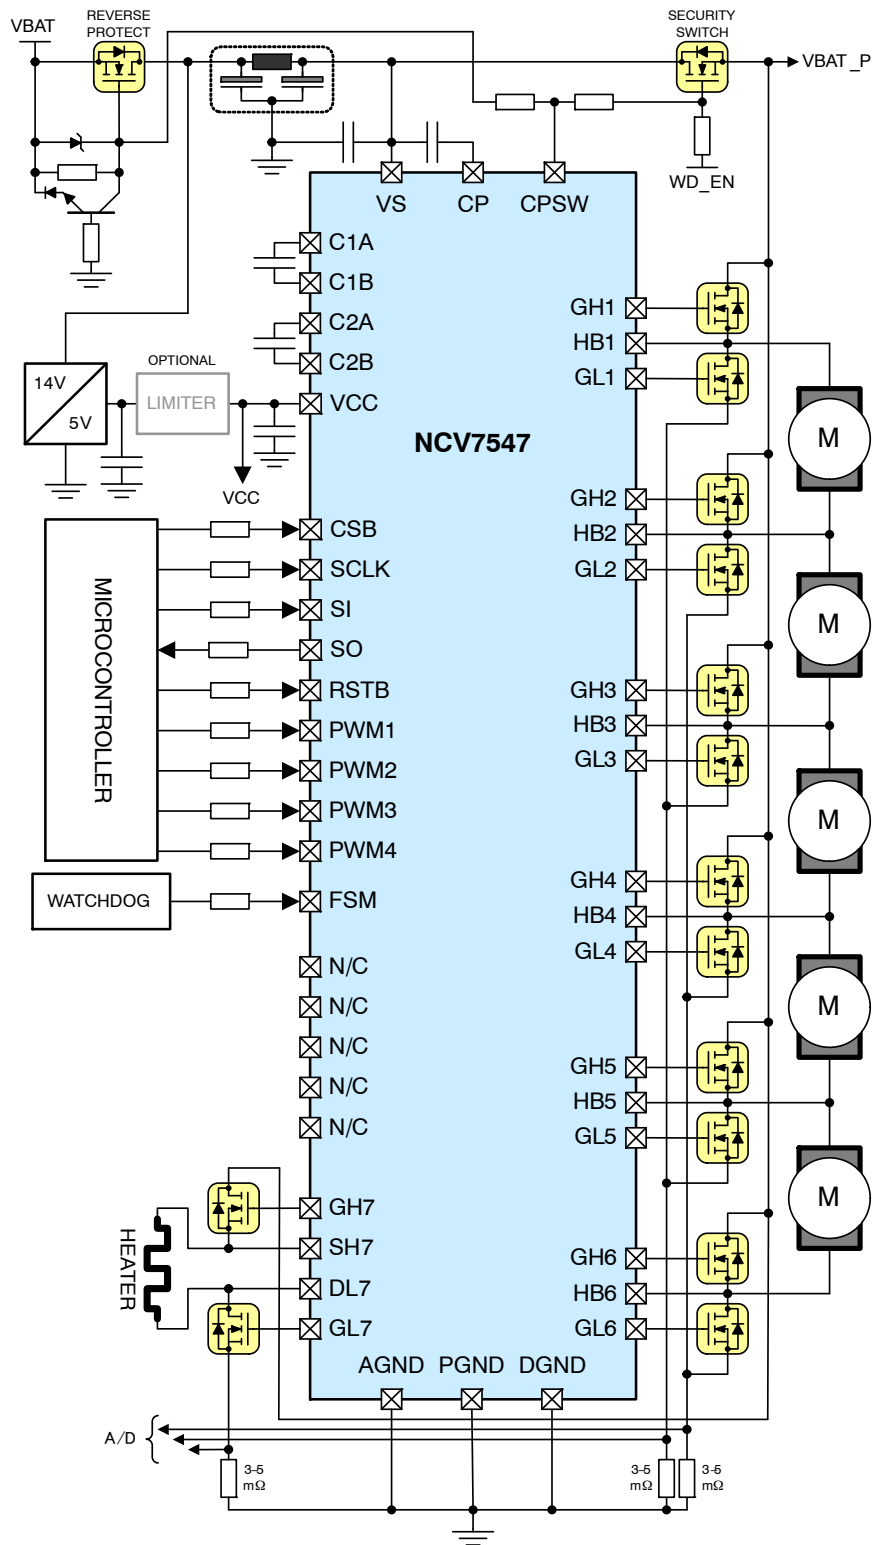 VBAT
REVERSE
PROTECT
SECURITY
SWITCH
VBAT_P
WD_EN
VS
CP
CPSW
C1A
C1B
C2A
C2B
VCC
14V
5V
OPTIONAL
LIMITER
VCC
NCV7547
GH1
HB1
GL1
M
GH2
HB2
GL2
M
GH3
HB3
GL3
M
GH4
HB4
GL4
M
GH5
HB5
GL5
M
GH6
HB6
GL6
MICROCONTROLLER
CSB
SCLK
SI
SO
RSTB
PWM1
PWM2
PWM3
PWM4
WATCHDOG
FSM
N/C
N/C
N/C
N/C
N/C
HEATER
GH7
SH7
DL7
GL7
AGND
PGND
DGND
A/D
3–5
mΩ
3–5
mΩ
3–5
mΩ